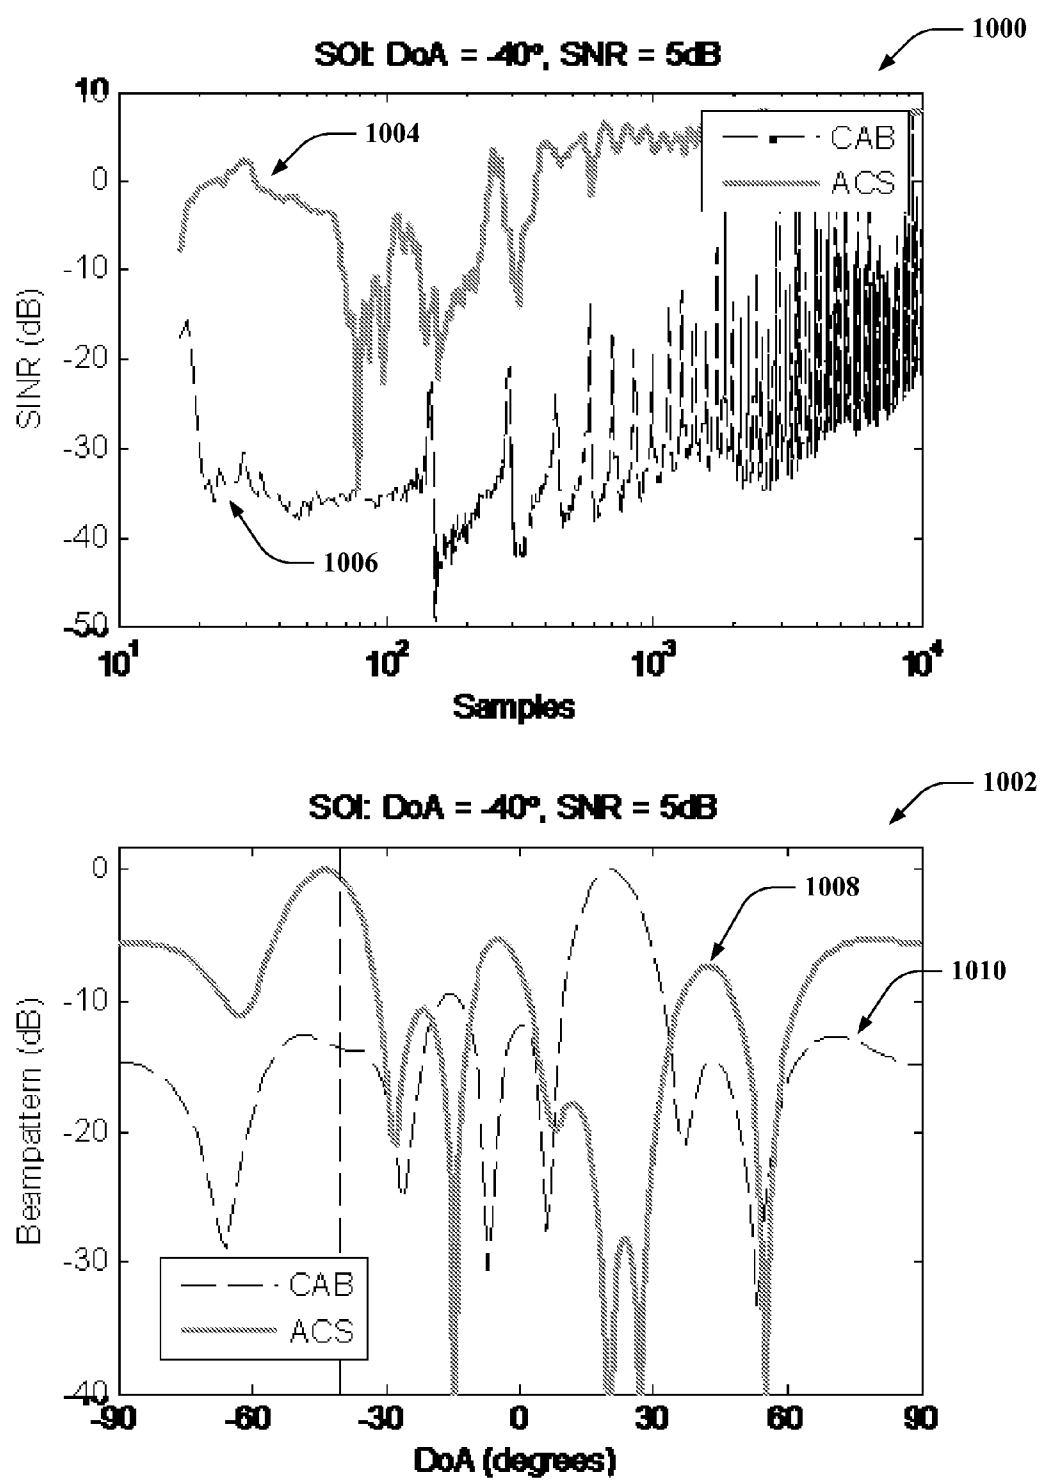 1000
SOI: DoA = -40°, SNR = 5dB
10
0
-10
-20
-30
-40
-50
SINR (dB)
1004
1006
CAB
ACS
10¹ 10² 10³ 10⁴
Samples
1002
SOI: DoA = -40°, SNR = 5dB
0
-10
-20
-30
-40
Beampattern (dB)
1008
1010
CAB
ACS
-90 -60 -30 0 30 60 90
DoA (degrees)